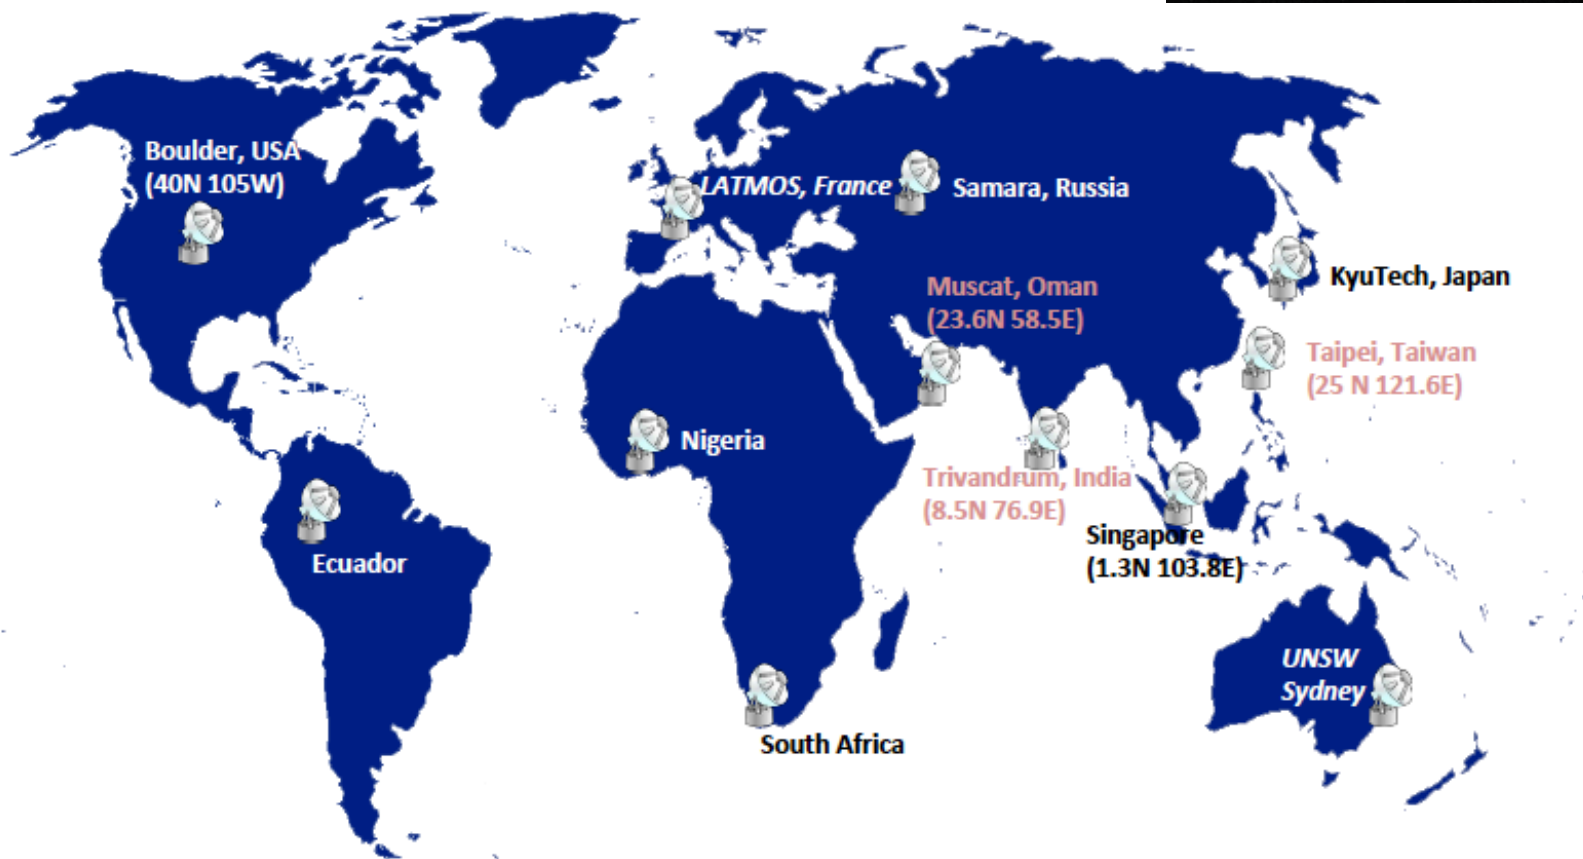 Boulder, USA
(40N 105W)
LATMOS, France
Samara, Russia
KyuTech, Japan
Muscat, Oman
(23.6N 58.5E)
Taipei, Taiwan
(25 N 121.6E)
Nigeria
Trivandrum, India
(8.5N 76.9E)
Singapore
(1.3N 103.8E)
Ecuador
UNSW
Sydney
South Africa